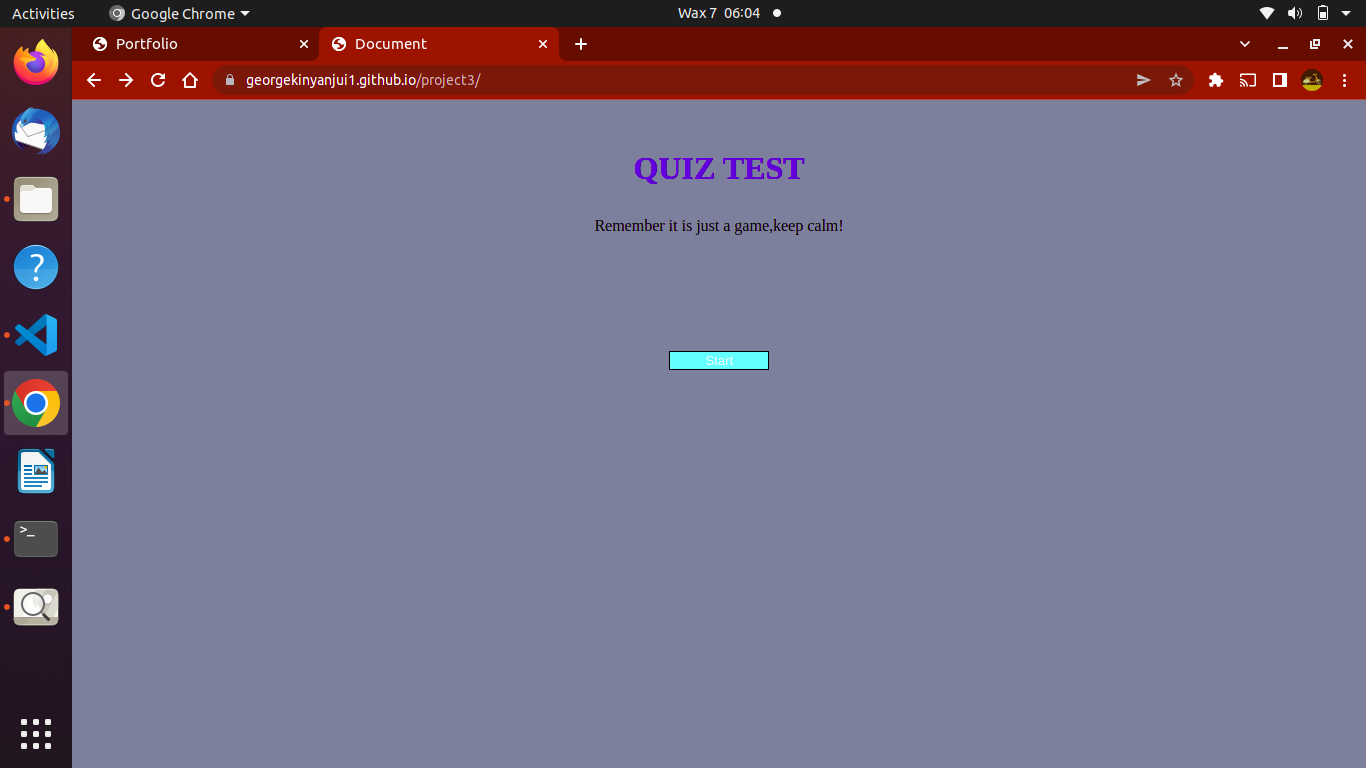 Activities
Google Chrome
Wax 7 06:04
Portfolio
Document
georgekinyanjui1.github.io/project3/
QUIZ TEST
Remember it is just a game,keep calm!
Start
?
>_